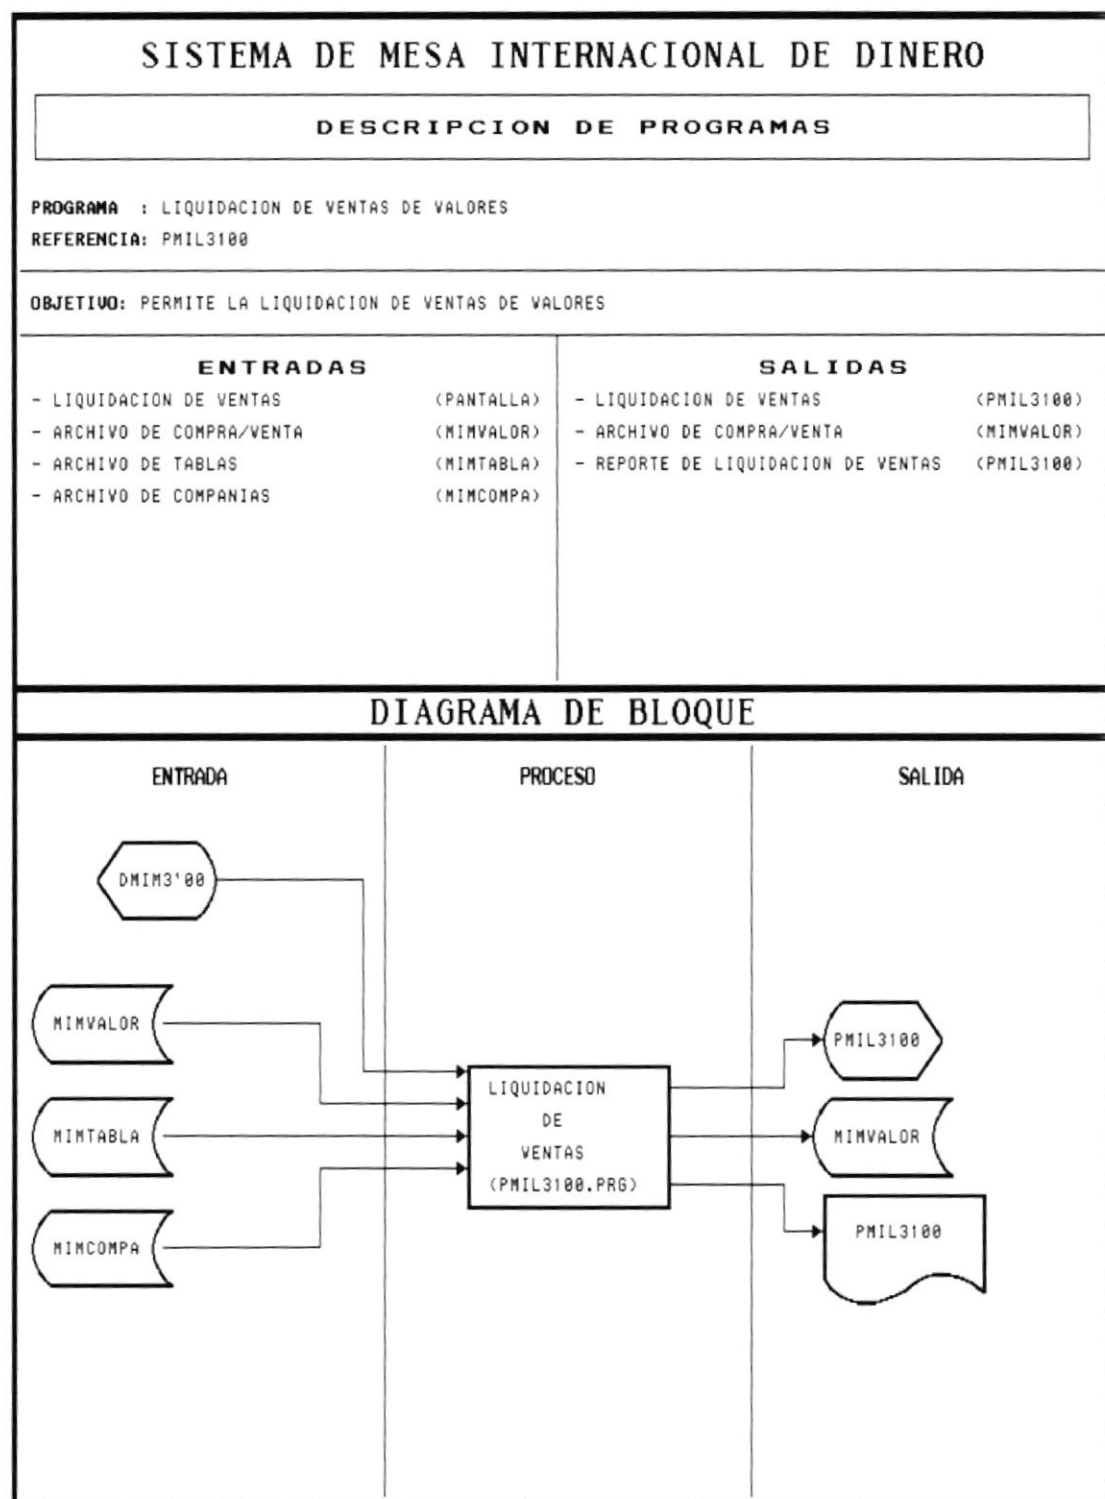 SISTEMA DE MESA INTERNACIONAL DE DINERO
DESCRIPCION DE PROGRAMAS
PROGRAMA : LIQUIDACION DE VENTAS DE VALORES
REFERENCIA: PMIL3100
OBJETIVO: PERMITE LA LIQUIDACION DE VENTAS DE VALORES
ENTRADAS
- LIQUIDACION DE VENTAS (PANTALLA)
- ARCHIVO DE COMPRA/VENTA (MIMVALOR)
- ARCHIVO DE TABLAS (MIMTABLA)
- ARCHIVO DE COMPANIAS (MIMCOMPA)
SALIDAS
- LIQUIDACION DE VENTAS (PMIL3100)
- ARCHIVO DE COMPRA/VENTA (MIMVALOR)
- REPORTE DE LIQUIDACION DE VENTAS (PMIL3100)
DIAGRAMA DE BLOQUE
ENTRADA
PROCESO
SALIDA
DMIM3'00
MIMVALOR
MIMTABLA
MIMCOMPA
LIQUIDACION
DE
VENTAS
(PMIL3100.PRG)
PMIL3100
MIMVALOR
PMIL3100